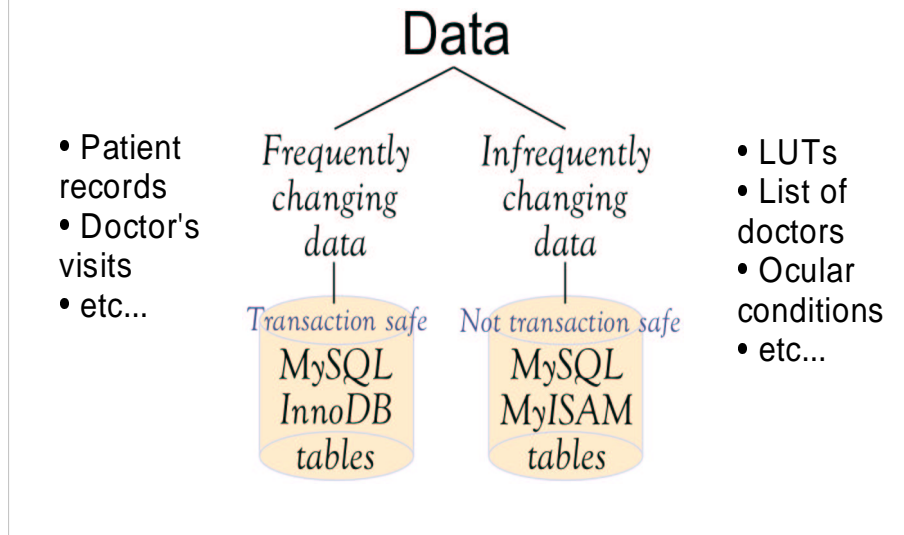 Data
• Patient
records
• Doctor's
visits
• etc...
Frequently
changing
data
Transaction safe
MySQL
InnoDB
tables
Infrequently
changing
data
Not transaction safe
MySQL
MyISAM
tables
• LUTs
• List of
doctors
• Ocular
conditions
• etc...